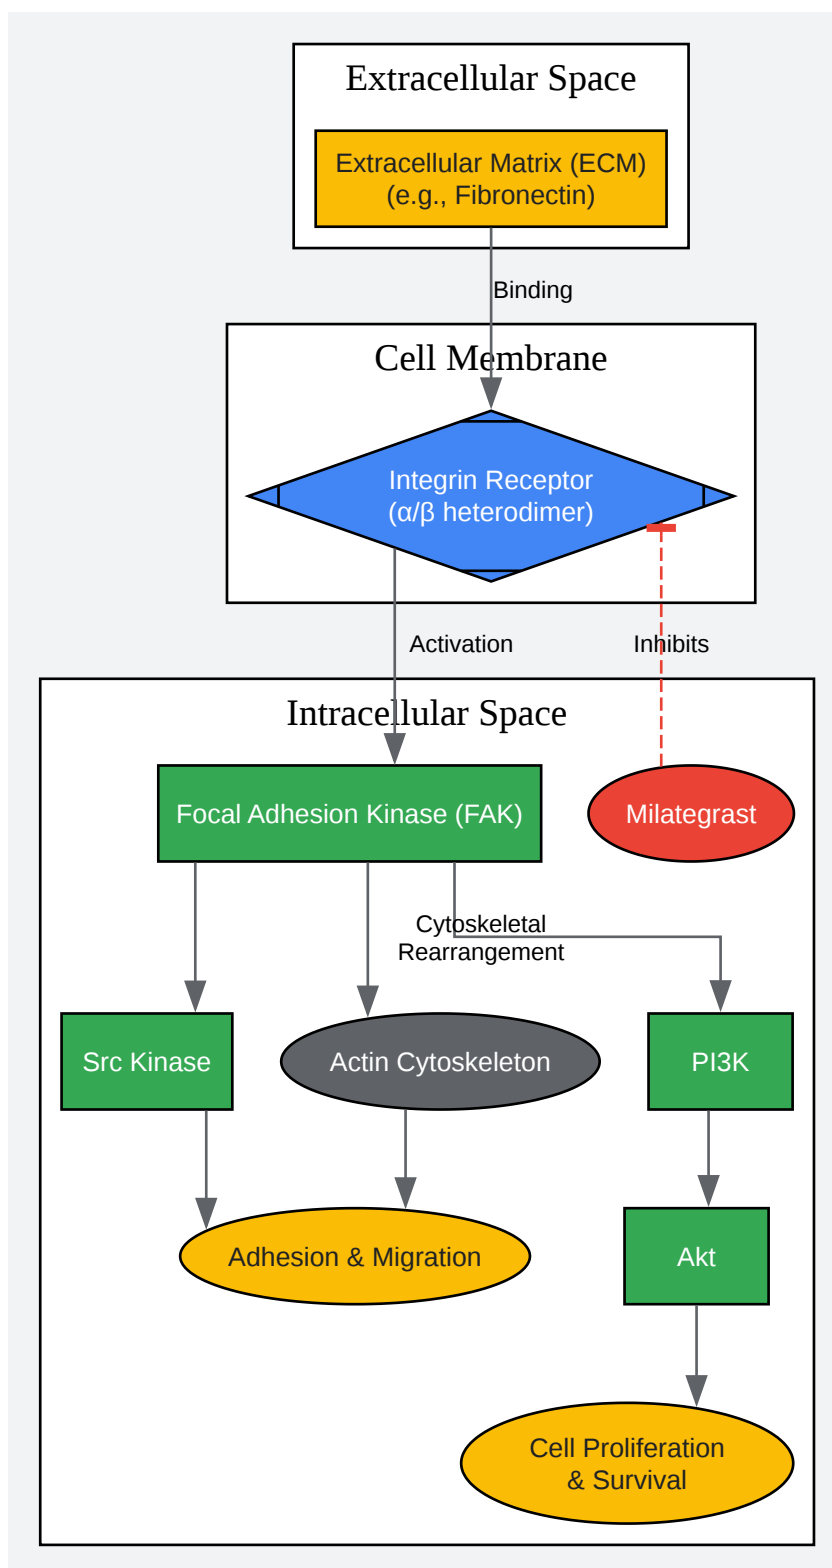 Extracellular Space
Extracellular Matrix (ECM)
(e.g., Fibronectin)
Binding
Cell Membrane
Integrin Receptor
(α/β heterodimer)
Activation
Inhibits
Intracellular Space
Focal Adhesion Kinase (FAK)
Milategrast
Cytoskeletal
Rearrangement
Src Kinase
Actin Cytoskeleton
PI3K
Adhesion & Migration
Akt
Cell Proliferation
& Survival